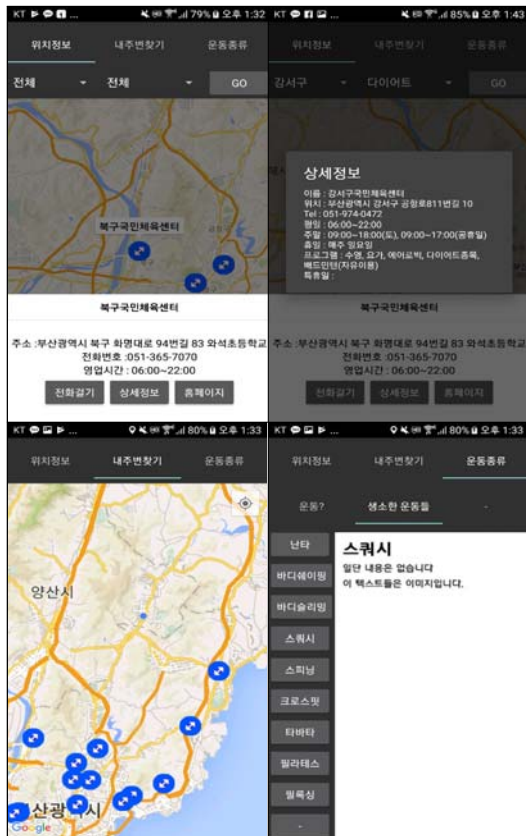 KT ... 79% 오후 1:32
위치정보 내주변찾기 운동종류
전체 전체 GO
북구국민체육센터
북구국민체육센터
주소 :부산광역시 북구 화명대로 94번길 83 와석초등학교
전화번호 :051-365-7070
영업시간 : 06:00~22:00
전화걸기 상세정보 홈페이지
KT ... 85% 오후 1:43
위치정보 내주변찾기 운동종류
강서구 다이어트 GO
상세정보
이름 : 강서구국민체육센터
위치 : 부산광역시 강서구 공항로811번길 10
Tel : 051-974-0472
평일 : 06:00~22:00
주말 : 09:00~18:00(토), 09:00~17:00(공휴일)
휴일 : 매주 일요일
프로그램 : 수영, 요가, 에어로빅, 다이어트종목,
배드민턴(자유이용)
특휴일 :
북구국민체육센터
주소 :부산광역시 북구 화명대로 94번길 83 와석초등학교
전화번호 :051-365-7070
영업시간 : 06:00~22:00
전화걸기 상세정보 홈페이지
KT ... 80% 오후 1:33
위치정보 내주변찾기 운동종류
양산시
산광 시
Google
KT ... 80% 오후 1:33
위치정보 내주변찾기 운동종류
운동? 생소한 운동들 -
난타
바디쉐이핑
바디슬리밍
스쿼시
스피닝
크로스핏
타바타
필라테스
필록싱
-
스쿼시
일단 내용은 없습니다
이 텍스트들은 이미지입니다.